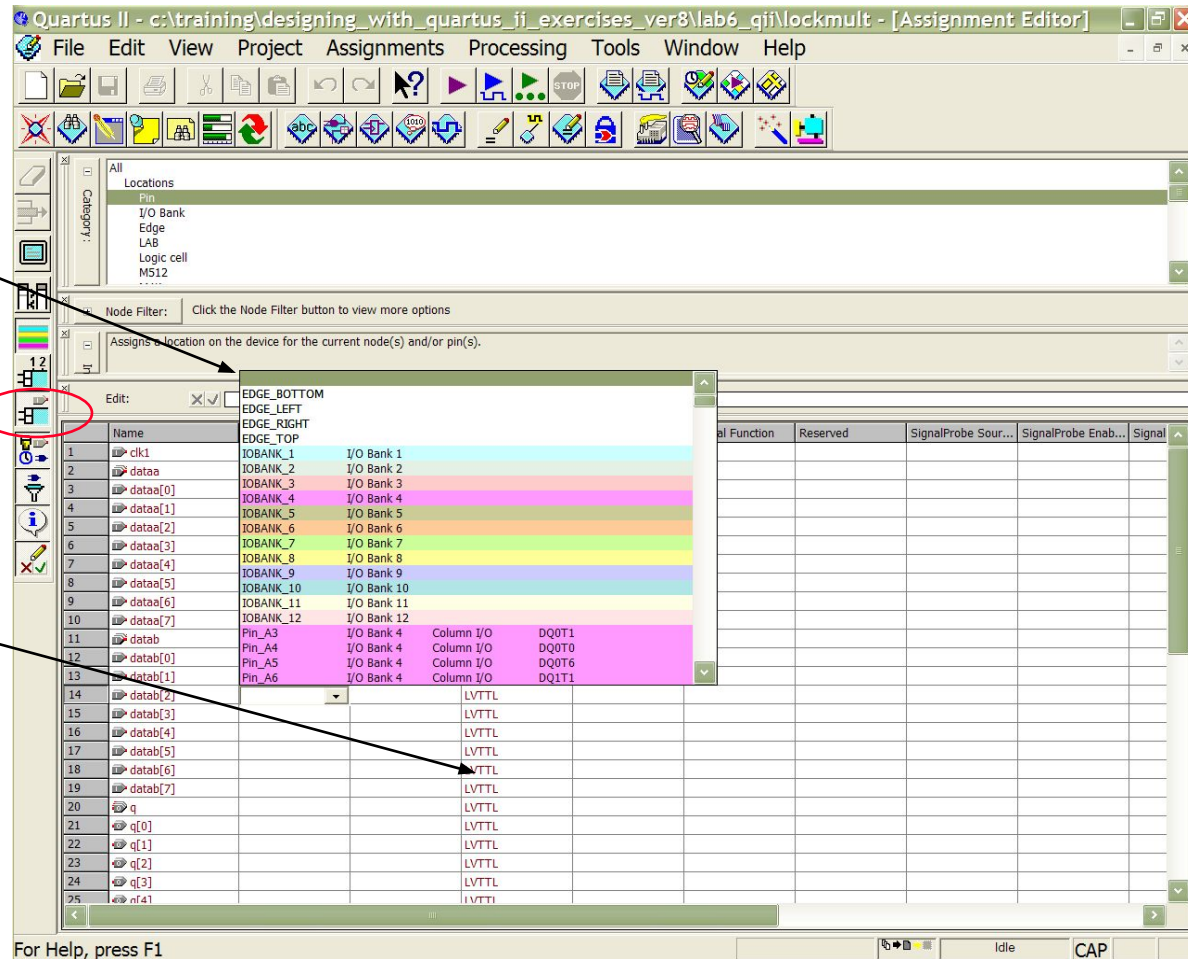 Quartus II - c:\training\designing_with_quartus_ii_exercises_ver8\lab6_qii\lockmult - [Assignment Editor]
File Edit View Project Assignments Processing Tools Window Help
STOP
abc
1010
Category:
All
Locations
Pin
I/O Bank
Edge
LAB
Logic cell
M512
Node Filter: Click the Node Filter button to view more options
Assigns a location on the device for the current node(s) and/or pin(s).
12
Edit:
EDGE_BOTTOM
EDGE_LEFT
EDGE_RIGHT
EDGE_TOP
IOBANK_1 I/O Bank 1
IOBANK_2 I/O Bank 2
IOBANK_3 I/O Bank 3
IOBANK_4 I/O Bank 4
IOBANK_5 I/O Bank 5
IOBANK_6 I/O Bank 6
IOBANK_7 I/O Bank 7
IOBANK_8 I/O Bank 8
IOBANK_9 I/O Bank 9
IOBANK_10 I/O Bank 10
IOBANK_11 I/O Bank 11
IOBANK_12 I/O Bank 12
Pin_A3 I/O Bank 4 Column I/O DQ0T1
Pin_A4 I/O Bank 4 Column I/O DQ0T0
Pin_A5 I/O Bank 4 Column I/O DQ0T6
Pin_A6 I/O Bank 4 Column I/O DQ1T1
Name al Function Reserved SignalProbe Sour... SignalProbe Enab... Signal
1 clk1
2 dataa
3 dataa[0]
4 dataa[1]
5 dataa[2]
6 dataa[3]
7 dataa[4]
8 dataa[5]
9 dataa[6]
10 dataa[7]
11 datab
12 datab[0]
13 datab[1]
14 datab[2] LVTTL
15 datab[3] LVTTL
16 datab[4] LVTTL
17 datab[5] LVTTL
18 datab[6] LVTTL
19 datab[7] LVTTL
20 q LVTTL
21 q[0] LVTTL
22 q[1] LVTTL
23 q[2] LVTTL
24 q[3] LVTTL
25 q[4] LVTTL
For Help, press F1
Idle
CAP